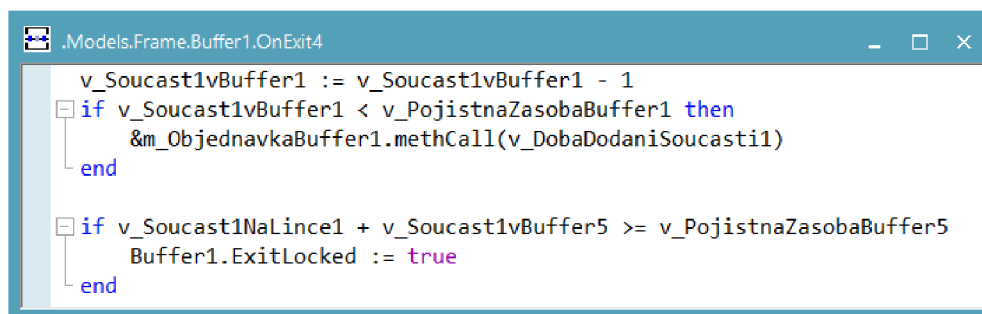 .Models.Frame.Buffer1.OnExit4
v_Soucast1vBuffer1 := v_Soucast1vBuffer1 - 1
if v_Soucast1vBuffer1 < v_PojistnaZasobaBuffer1 then
&m_ObjednavkaBuffer1.methCall(v_DobaDodaniSoucasti1)
end
if v_Soucast1NaLince1 + v_Soucast1vBuffer5 >= v_PojistnaZasobaBuffer5
Buffer1.ExitLocked := true
end